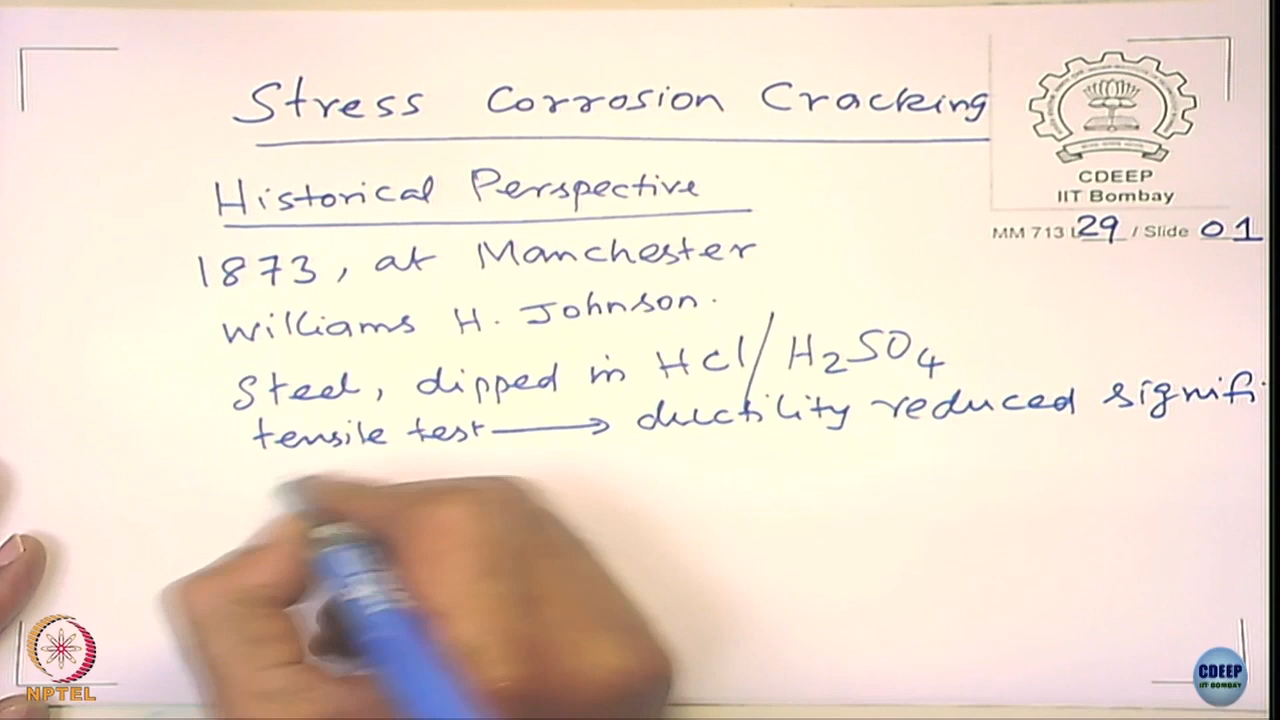 Stress Corrosion Cracking
CDEEP
IIT Bombay
MM 713 L29 / Slide 01
Historical Perspective
1873, at Manchester
Williams H. Johnson.
Steel, dipped in HCl/H2SO4
tensile test → ductility reduced signifi
NPTEL
CDEEP
IIT BOMBAY